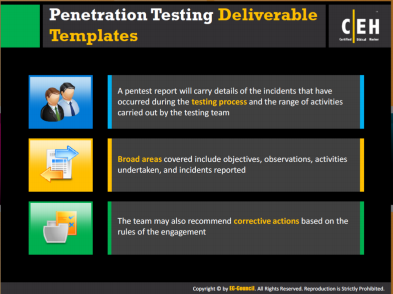 Penetration Testing Deliverable
Templates
C|EH
Certified Ethical Hacker
A pentest report will carry details of the incidents that have
occurred during the testing process and the range of activities
carried out by the testing team
Broad areas covered include objectives, observations, activities
undertaken, and incidents reported
The team may also recommend corrective actions based on the
rules of the engagement
Copyright © by EC-Council. All Rights Reserved. Reproduction is Strictly Prohibited.